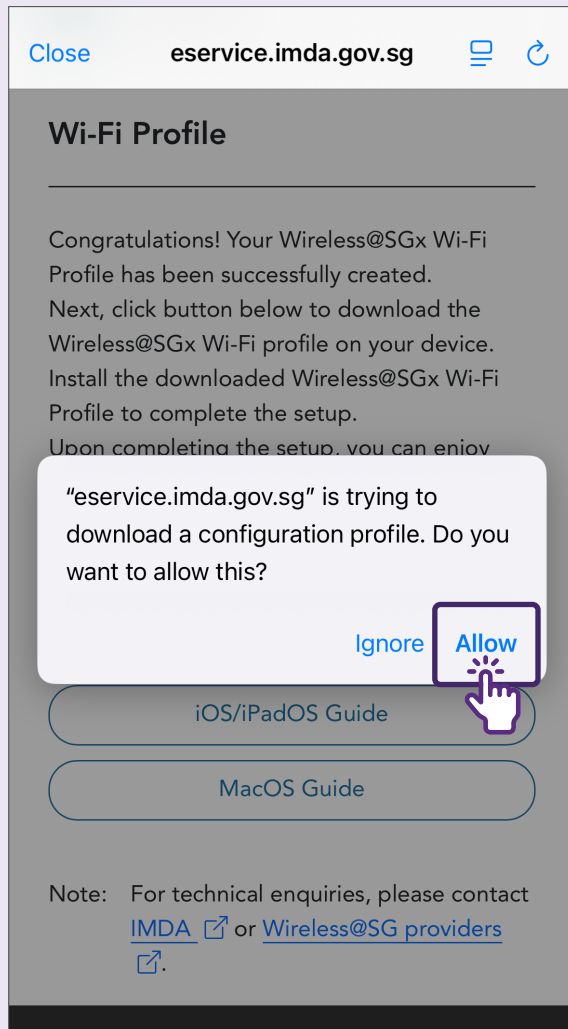 Close eservice.imda.gov.sg
Wi-Fi Profile
Congratulations! Your Wireless@SGx Wi-Fi
Profile has been successfully created.
Next, click button below to download the
Wireless@SGx Wi-Fi profile on your device.
Install the downloaded Wireless@SGx Wi-Fi
Profile to complete the setup.
Upon completing the setup, you can enjoy
“eservice.imda.gov.sg” is trying to
download a configuration profile. Do you
want to allow this?
Ignore Allow
iOS/iPadOS Guide
MacOS Guide
Note: For technical enquiries, please contact
IMDA or Wireless@SG providers
.